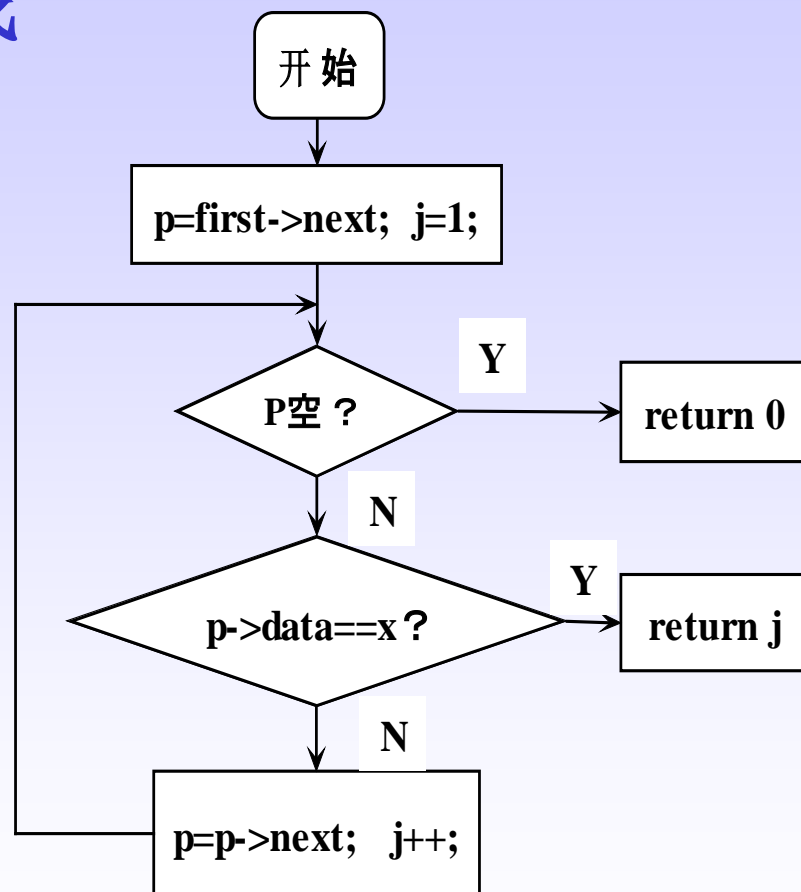 开 始
p=first->next; j=1;
P空？
Y
return 0
N
p->data==x？
Y
return j
N
p=p->next; j++;